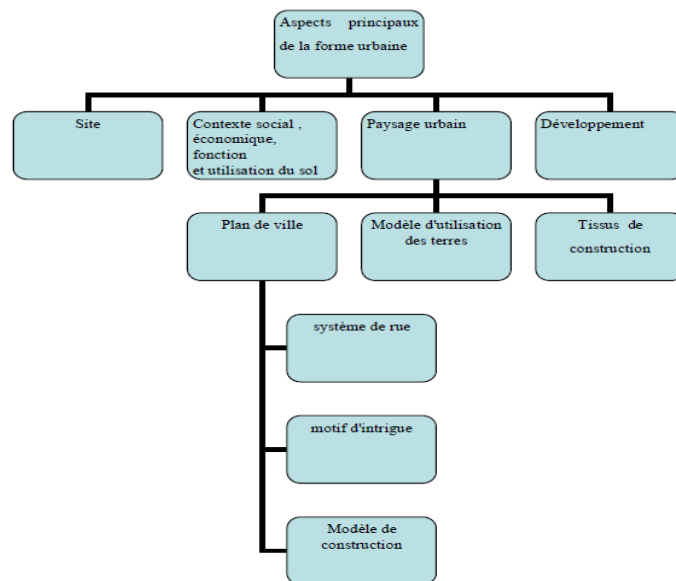 Aspects principaux
de la forme urbaine
Site
Contexte social ,
économique,
fonction
et utilisation du sol
Paysage urbain
Développement
Plan de ville
Modèle d'utilisation
des terres
Tissus de
construction
système de rue
motif d'intrigue
Modèle de
construction